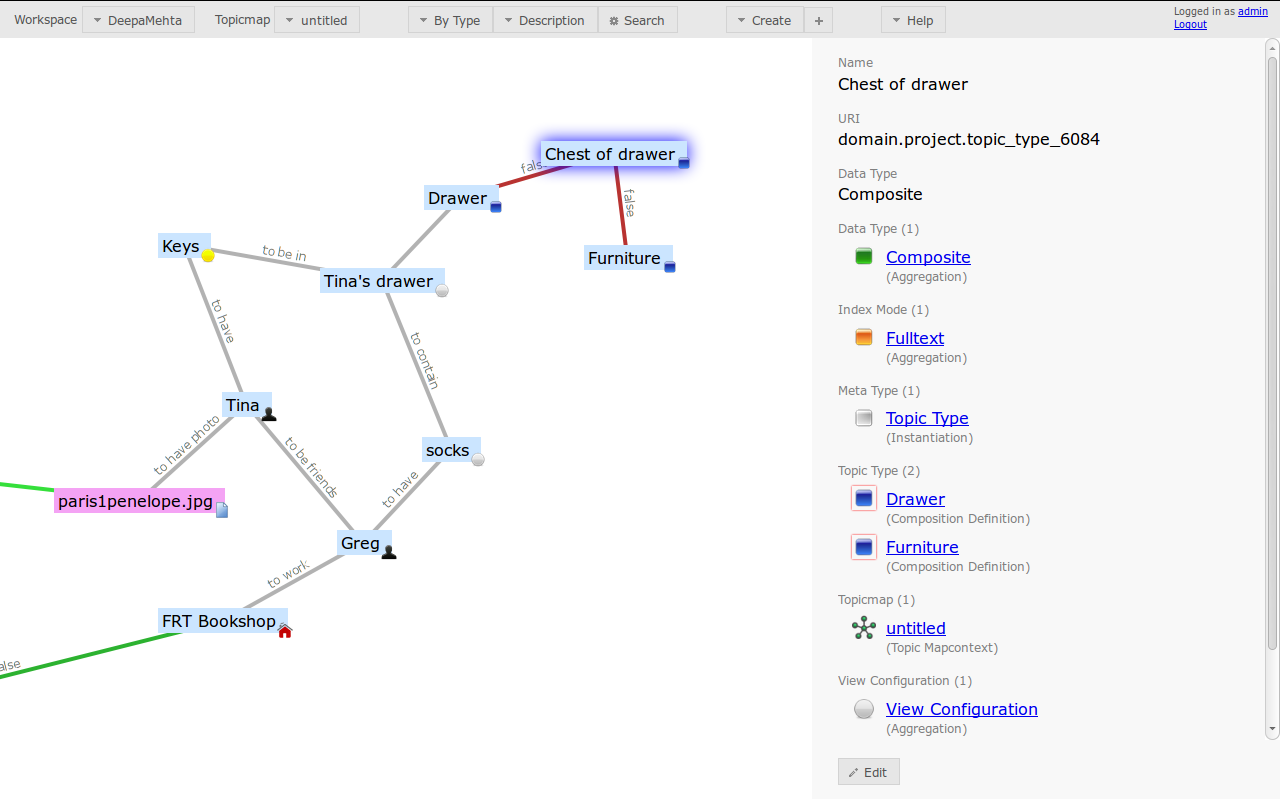 Workspace DeepaMehta Topicmap untitled By Type Description Search Create + Help
Logged in as admin
Logout
Chest of drawer
false
Drawer
false
Furniture
Keys
to be in
Tina's drawer
to have
to contain
Tina
to have photo
to be friends
socks
to have
paris1penelope.jpg
Greg
to work
FRT Bookshop
alse
Name
Chest of drawer
URI
domain.project.topic_type_6084
Data Type
Composite
Data Type (1)
Composite
(Aggregation)
Index Mode (1)
Fulltext
(Aggregation)
Meta Type (1)
Topic Type
(Instantiation)
Topic Type (2)
Drawer
(Composition Definition)
Furniture
(Composition Definition)
Topicmap (1)
untitled
(Topic Mapcontext)
View Configuration (1)
View Configuration
(Aggregation)
Edit